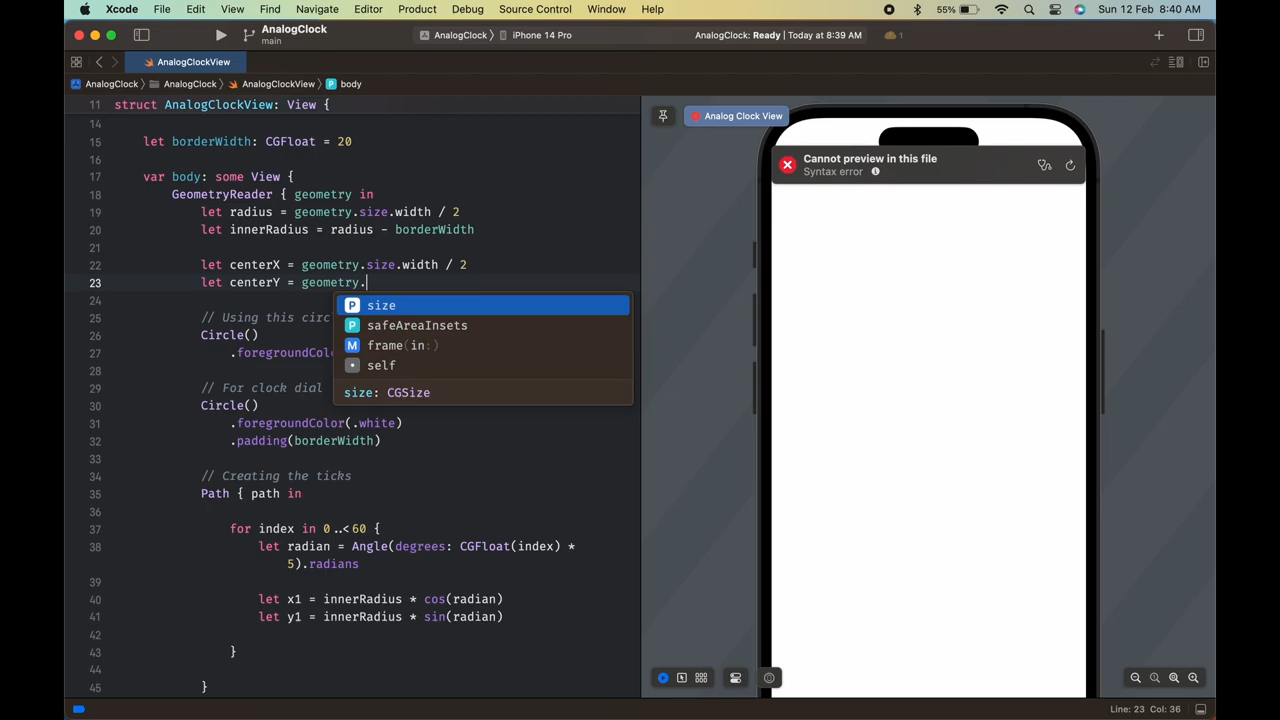 Xcode File Edit View Find Navigate Editor Product Debug Source Control Window Help 55% Sun 12 Feb 8:40 AM
AnalogClock
main
AnalogClock iPhone 14 Pro AnalogClock: Ready | Today at 8:39 AM 1
AnalogClockView
AnalogClock AnalogClock AnalogClockView body
11 struct AnalogClockView: View {
14
15 let borderWidth: CGFloat = 20
16
17 var body: some View {
18 GeometryReader { geometry in
19 let radius = geometry.size.width / 2
20 let innerRadius = radius - borderWidth
21
22 let centerX = geometry.size.width / 2
23 let centerY = geometry.
24
25 // Using this circ
26 Circle()
27 .foregroundColo
28
29 // For clock dial
30 Circle()
31 .foregroundColor(.white)
32 .padding(borderWidth)
33
34 // Creating the ticks
35 Path { path in
36
37 for index in 0..<60 {
38 let radian = Angle(degrees: CGFloat(index) *
5).radians
39
40 let x1 = innerRadius * cos(radian)
41 let y1 = innerRadius * sin(radian)
42
43 }
44
45 }
P size
P safeAreaInsets
M frame(in:)
self
size: CGSize
Analog Clock View
Cannot preview in this file
Syntax error
Line: 23 Col: 36